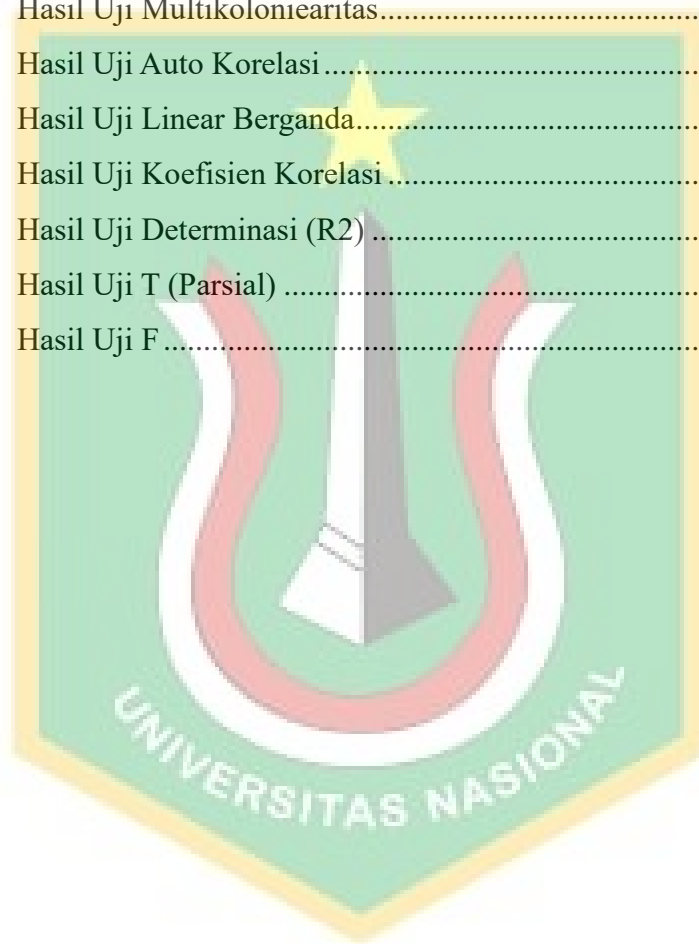 Hasil Uji Multikoloniearitas................................................
Hasil Uji Auto Korelasi......................................................
Hasil Uji Linear Berganda..................................................
Hasil Uji Koefisien Korelasi ..............................................
Hasil Uji Determinasi (R2) ................................................
Hasil Uji T (Parsial) ..........................................................
Hasil Uji F..........................................................................
UNIVERSITAS NASIONAL